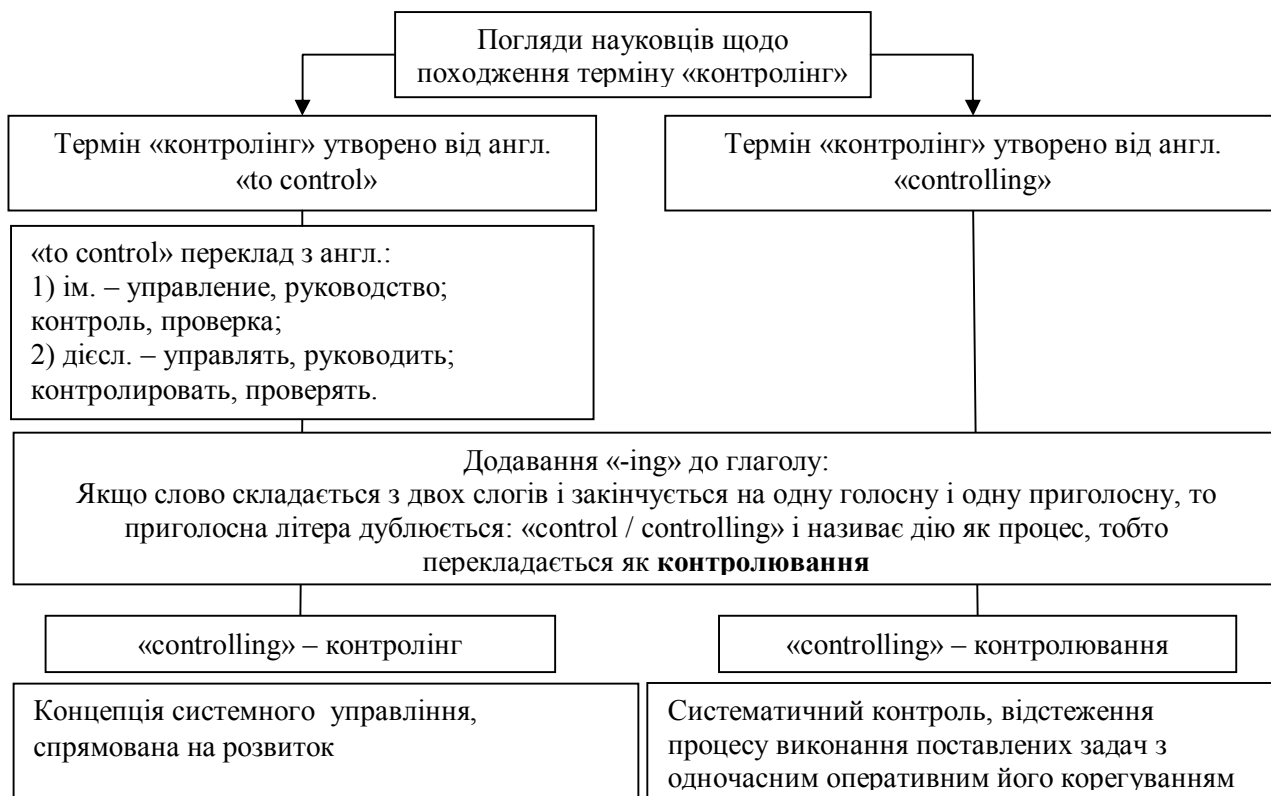 Погляди науковців щодо
походження терміну «контролінг»
Термін «контролінг» утворено від англ.
«to control»
Термін «контролінг» утворено від англ.
«controlling»
«to control» переклад з англ.:
1) ім. – управление, руководство;
контроль, проверка;
2) дієсл. – управлять, руководить;
контролировать, проверять.
Додавання «-ing» до глаголу:
Якщо слово складається з двох слогів і закінчується на одну голосну і одну приголосну, то
приголосна літера дублюється: «control / controlling» і називає дію як процес, тобто
перекладається як контролювання
«controlling» – контролінг
«controlling» – контролювання
Концепція системного управління,
спрямована на розвиток
Систематичний контроль, відстеження
процесу виконання поставлених задач з
одночасним оперативним його корегуванням